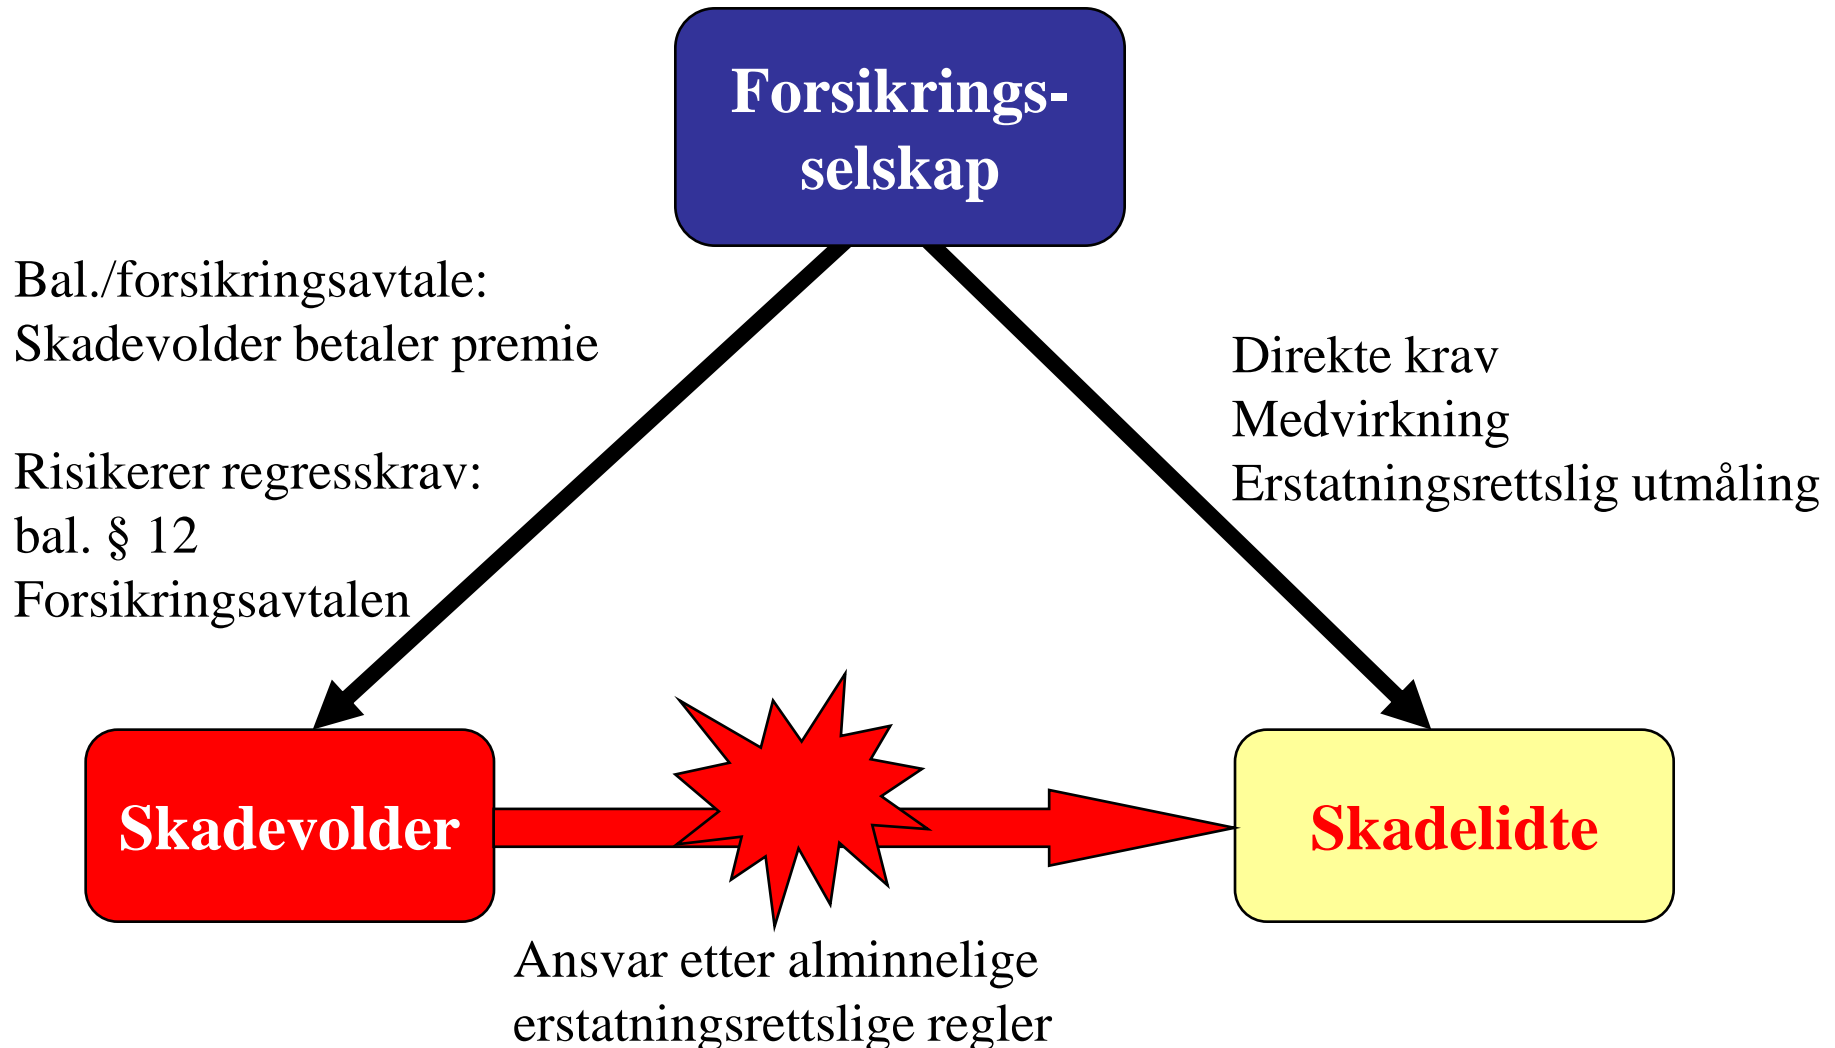 Forsikrings-
selskap
Bal./forsikringsavtale:
Skadevolder betaler premie
Risikerer regresskrav:
bal. § 12
Forsikringsavtalen
Direkte krav
Medvirkning
Erstatningsrettslig utmåling
Skadevolder
Skadelidte
Ansvar etter alminnelige
erstatningsrettslige regler